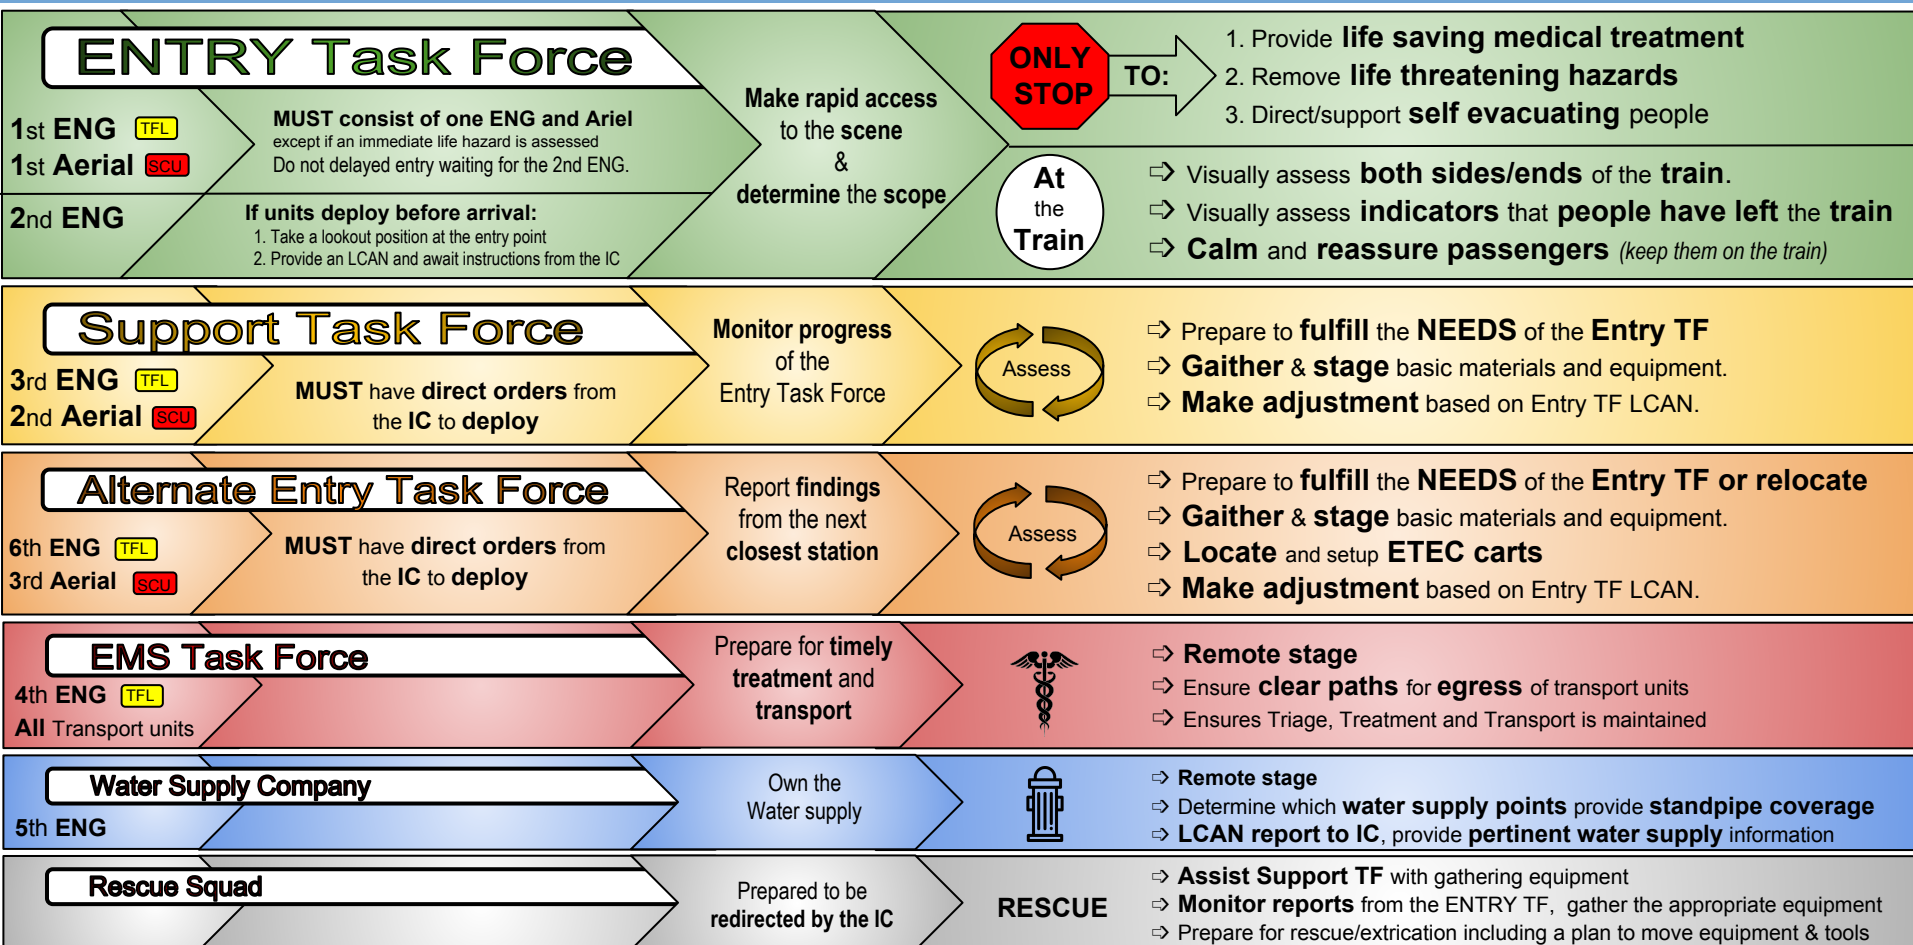 ENTRY Task Force
1st ENG TFL
1st Aerial SCU
MUST consist of one ENG and Ariel
except if an immediate life hazard is assessed
Do not delayed entry waiting for the 2nd ENG.
2nd ENG
If units deploy before arrival:
1. Take a lookout position at the entry point
2. Provide an LCAN and await instructions from the IC
Make rapid access
to the scene
&
determine the scope
ONLY
STOP
TO:
1. Provide life saving medical treatment
2. Remove life threatening hazards
3. Direct/support self evacuating people
At
the
Train
➩ Visually assess both sides/ends of the train.
➩ Visually assess indicators that people have left the train
➩ Calm and reassure passengers (keep them on the train)
Support Task Force
3rd ENG TFL
2nd Aerial SCU
MUST have direct orders from
the IC to deploy
Monitor progress
of the
Entry Task Force
Assess
➩ Prepare to fulfill the NEEDS of the Entry TF
➩ Gaither & stage basic materials and equipment.
➩ Make adjustment based on Entry TF LCAN.
Alternate Entry Task Force
6th ENG TFL
3rd Aerial SCU
MUST have direct orders from
the IC to deploy
Report findings
from the next
closest station
Assess
➩ Prepare to fulfill the NEEDS of the Entry TF or relocate
➩ Gaither & stage basic materials and equipment.
➩ Locate and setup ETEC carts
➩ Make adjustment based on Entry TF LCAN.
EMS Task Force
4th ENG TFL
All Transport units
Prepare for timely
treatment and
transport
➩ Remote stage
➩ Ensure clear paths for egress of transport units
➩ Ensures Triage, Treatment and Transport is maintained
Water Supply Company
5th ENG
Own the
Water supply
➩ Remote stage
➩ Determine which water supply points provide standpipe coverage
➩ LCAN report to IC, provide pertinent water supply information
Rescue Squad
Prepared to be
redirected by the IC
RESCUE
➩ Assist Support TF with gathering equipment
➩ Monitor reports from the ENTRY TF, gather the appropriate equipment
➩ Prepare for rescue/extrication including a plan to move equipment & tools